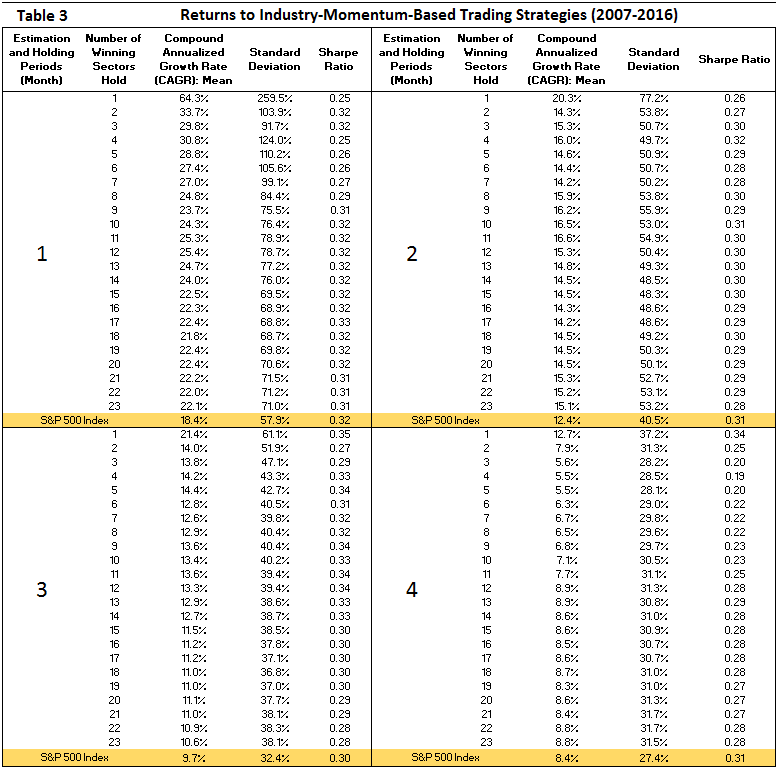 Table 3 Returns to Industry-Momentum-Based Trading Strategies (2007-2016)
Estimation and Holding Periods (Month) Number of Winning Sectors Hold Compound Annualized Growth Rate (CAGR): Mean Standard Deviation Sharpe Ratio
1
1 64.3% 259.5% 0.25
2 33.7% 103.9% 0.32
3 29.8% 91.7% 0.32
4 30.8% 124.0% 0.25
5 28.8% 110.2% 0.26
6 27.4% 105.6% 0.26
7 27.0% 99.1% 0.27
8 24.8% 84.4% 0.29
9 23.7% 75.5% 0.31
10 24.3% 76.4% 0.32
11 25.3% 78.9% 0.32
12 25.4% 78.7% 0.32
13 24.7% 77.2% 0.32
14 24.0% 76.0% 0.32
15 22.5% 69.5% 0.32
16 22.3% 68.9% 0.32
17 22.4% 68.8% 0.33
18 21.8% 68.7% 0.32
19 22.4% 69.8% 0.32
20 22.4% 70.6% 0.32
21 22.2% 71.5% 0.31
22 22.0% 71.2% 0.31
23 22.1% 71.0% 0.31
S&P 500 Index 18.4% 57.9% 0.32
Estimation and Holding Periods (Month) Number of Winning Sectors Hold Compound Annualized Growth Rate (CAGR): Mean Standard Deviation Sharpe Ratio
2
1 20.3% 77.2% 0.26
2 14.3% 53.8% 0.27
3 15.3% 50.7% 0.30
4 16.0% 49.7% 0.32
5 14.6% 50.9% 0.29
6 14.4% 50.7% 0.28
7 14.2% 50.2% 0.28
8 15.9% 53.8% 0.30
9 16.2% 55.9% 0.29
10 16.5% 53.0% 0.31
11 16.6% 54.9% 0.30
12 15.3% 50.4% 0.30
13 14.8% 49.3% 0.30
14 14.5% 48.5% 0.30
15 14.5% 48.3% 0.30
16 14.3% 48.6% 0.29
17 14.2% 48.6% 0.29
18 14.5% 49.2% 0.30
19 14.5% 50.3% 0.29
20 14.5% 50.1% 0.29
21 15.3% 52.7% 0.29
22 15.2% 53.1% 0.29
23 15.1% 53.2% 0.28
S&P 500 Index 12.4% 40.5% 0.31
3
1 21.4% 61.1% 0.35
2 14.0% 51.9% 0.27
3 13.8% 47.1% 0.29
4 14.2% 43.3% 0.33
5 14.4% 42.7% 0.34
6 12.8% 40.5% 0.31
7 12.6% 39.8% 0.32
8 12.9% 40.4% 0.32
9 13.6% 40.4% 0.34
10 13.4% 40.2% 0.33
11 13.6% 39.4% 0.34
12 13.3% 39.4% 0.34
13 12.9% 38.6% 0.33
14 12.7% 38.7% 0.33
15 11.5% 38.5% 0.30
16 11.2% 37.8% 0.30
17 11.2% 37.1% 0.30
18 11.0% 36.8% 0.30
19 11.0% 37.0% 0.30
20 11.1% 37.7% 0.29
21 11.0% 38.1% 0.29
22 10.9% 38.3% 0.28
23 10.6% 38.1% 0.28
S&P 500 Index 9.7% 32.4% 0.30
4
1 12.7% 37.2% 0.34
2 7.9% 31.3% 0.25
3 5.6% 28.2% 0.20
4 5.5% 28.5% 0.19
5 5.5% 28.1% 0.20
6 6.3% 29.0% 0.22
7 6.7% 29.8% 0.22
8 6.5% 29.6% 0.22
9 6.8% 29.7% 0.23
10 7.1% 30.5% 0.23
11 7.7% 31.1% 0.25
12 8.9% 31.3% 0.28
13 8.9% 30.8% 0.29
14 8.6% 31.0% 0.28
15 8.6% 30.9% 0.28
16 8.5% 30.7% 0.28
17 8.6% 30.7% 0.28
18 8.7% 31.0% 0.28
19 8.3% 31.0% 0.27
20 8.6% 31.3% 0.27
21 8.4% 31.7% 0.27
22 8.8% 31.7% 0.28
23 8.8% 31.5% 0.28
S&P 500 Index 8.4% 27.4% 0.31